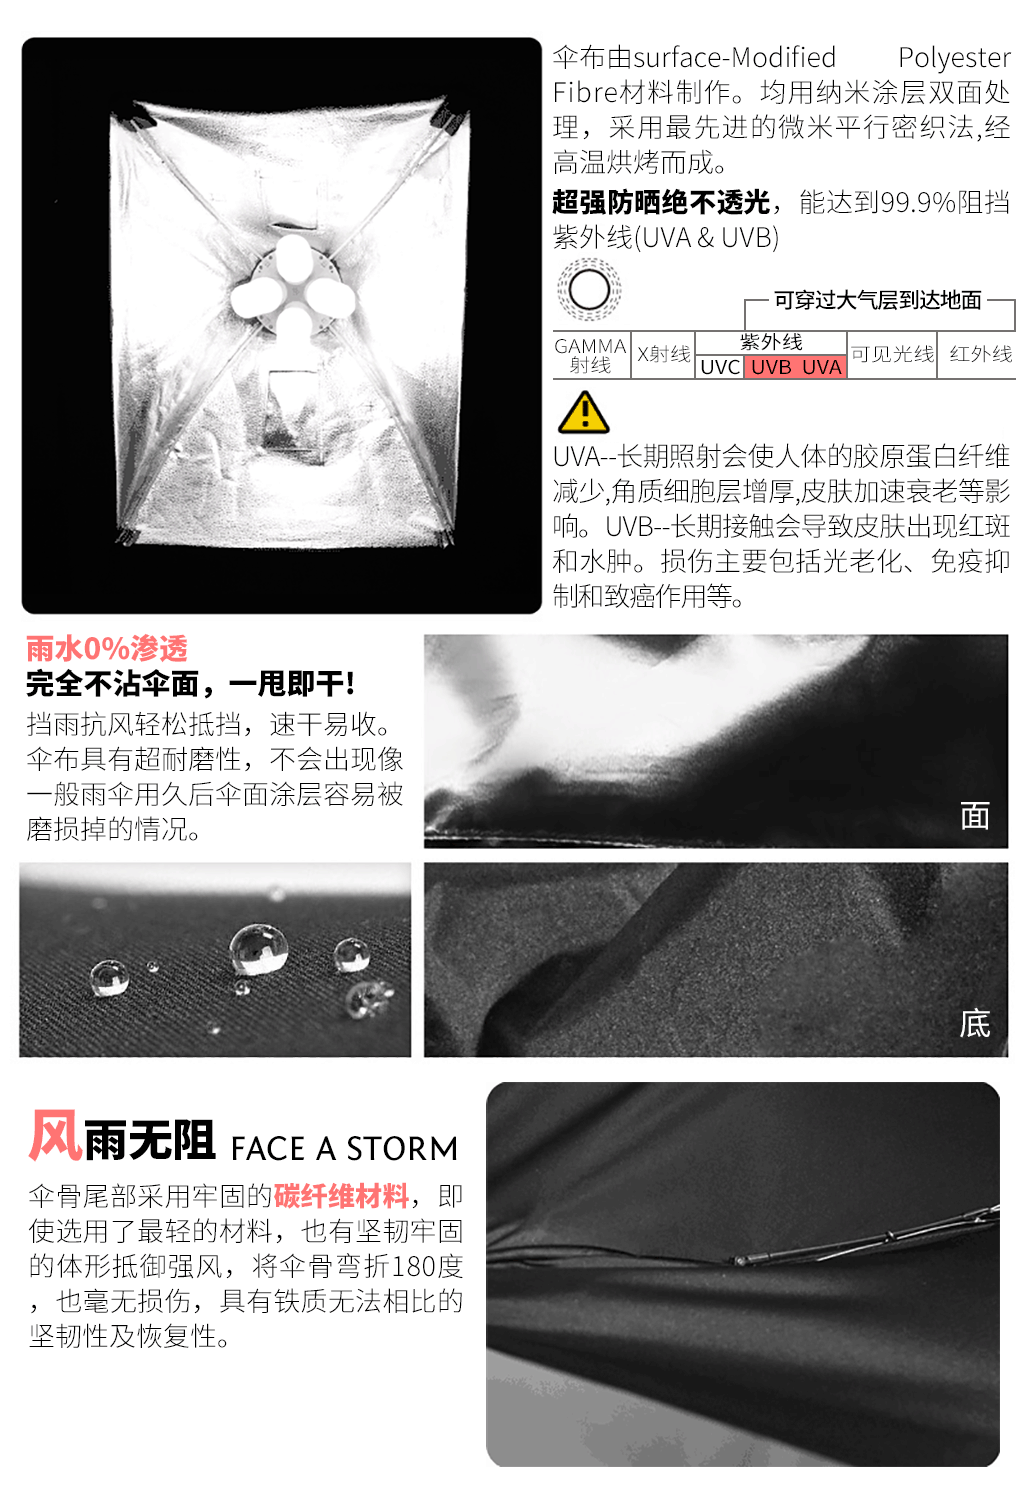 伞布由surface-Modified Polyester
Fibre材料制作。均用纳米涂层双面处
理，采用最先进的微米平行密织法,经
高温烘烤而成。
超强防晒绝不透光，能达到99.9%阻挡
紫外线(UVA & UVB)
可穿过大气层到达地面
GAMMA
射线
X射线
紫外线
UVC
UVB UVA
可见光线
红外线
UVA--长期照射会使人体的胶原蛋白纤维
减少,角质细胞层增厚,皮肤加速衰老等影
响。UVB--长期接触会导致皮肤出现红斑
和水肿。损伤主要包括光老化、免疫抑
制和致癌作用等。
雨水0%渗透
完全不沾伞面，一甩即干!
挡雨抗风轻松抵挡，速干易收。
伞布具有超耐磨性，不会出现像
一般雨伞用久后伞面涂层容易被
磨损掉的情况。
面
底
风雨无阻 FACE A STORM
伞骨尾部采用牢固的碳纤维材料，即
使选用了最轻的材料，也有坚韧牢固
的体形抵御强风，将伞骨弯折180度
，也毫无损伤，具有铁质无法相比的
坚韧性及恢复性。